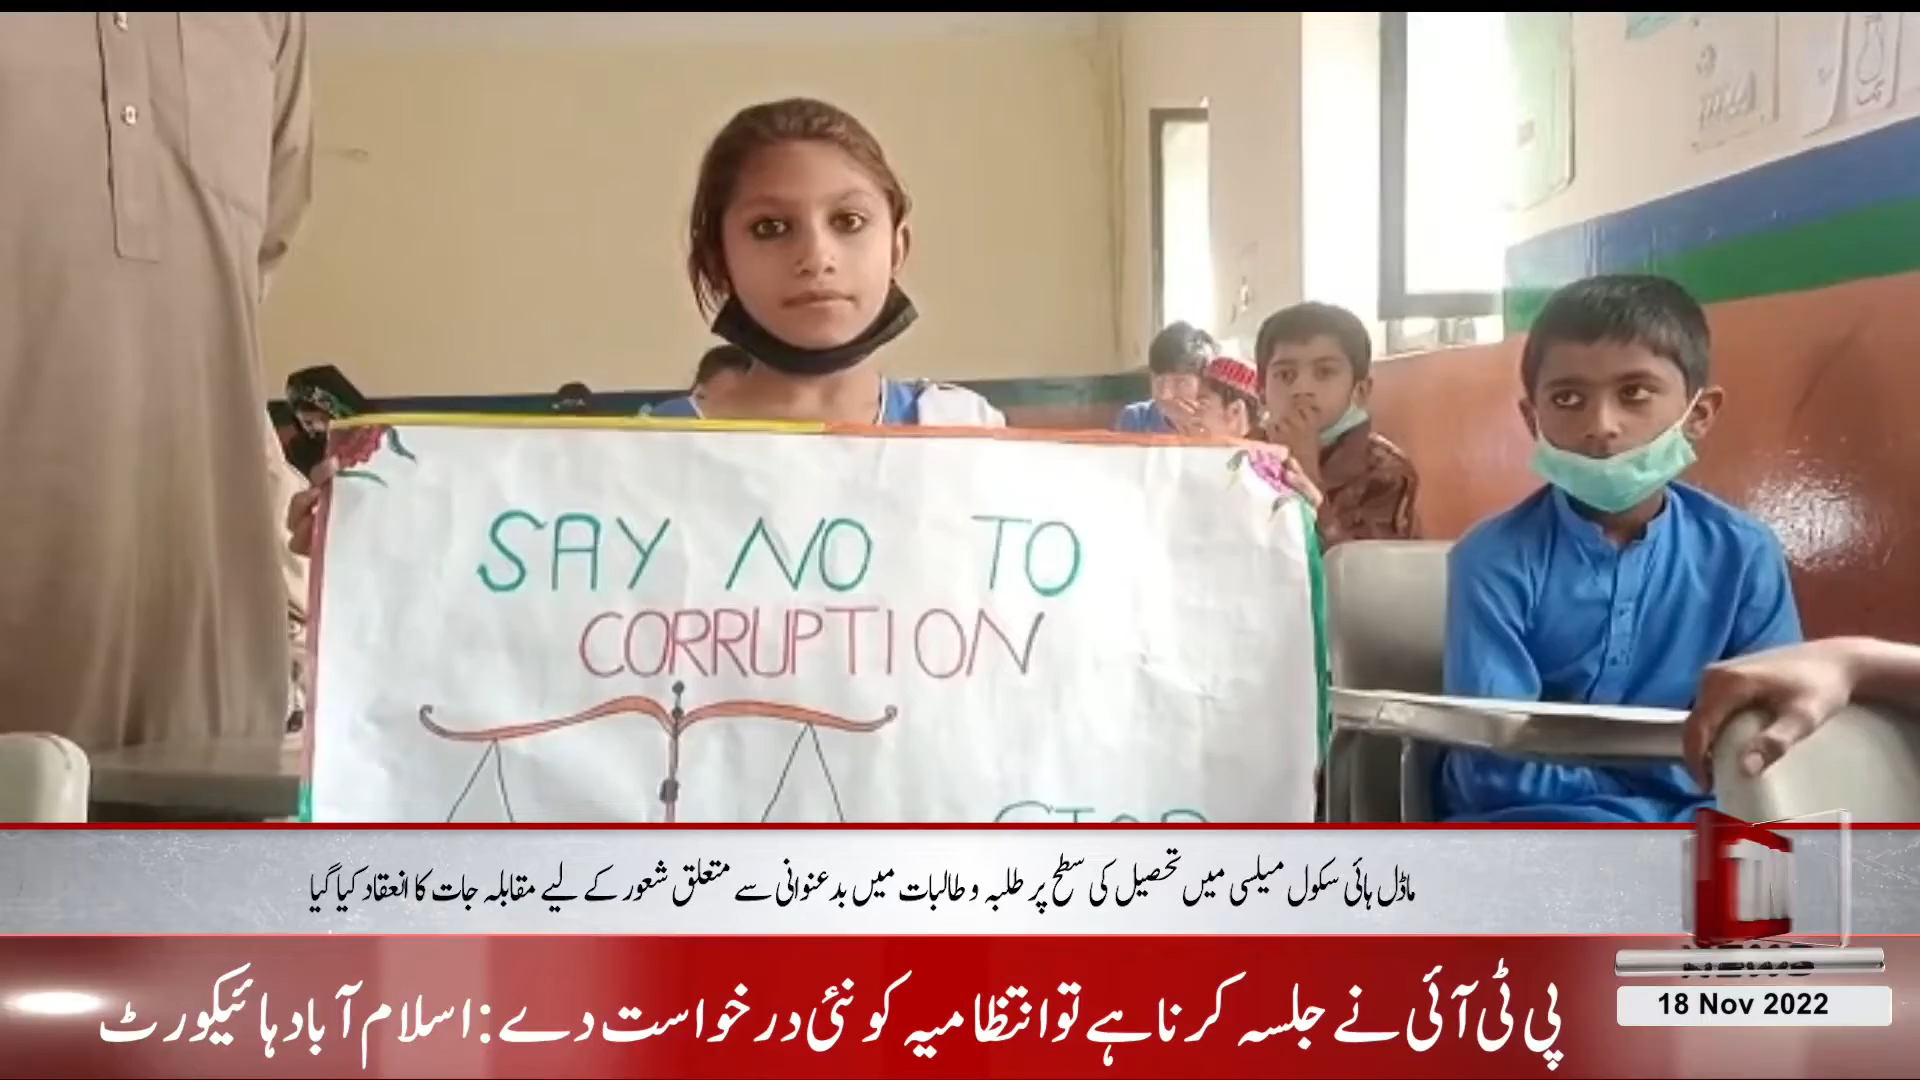 SAY NO TO
CORRUPTION
STOP
ماڈل ہائی سکول میلسی میں تحصیل کی سطح پر طلبہ و طالبات میں بدعنوانی سے متعلق شعور کے لیے مقابلہ جات کا انعقاد کیا گیا
NEWS
18 Nov 2022
پی ٹی آئی نے جلسہ کرنا ہے تو انتظامیہ کو نئی درخواست دے : اسلام آباد ہائیکورٹ